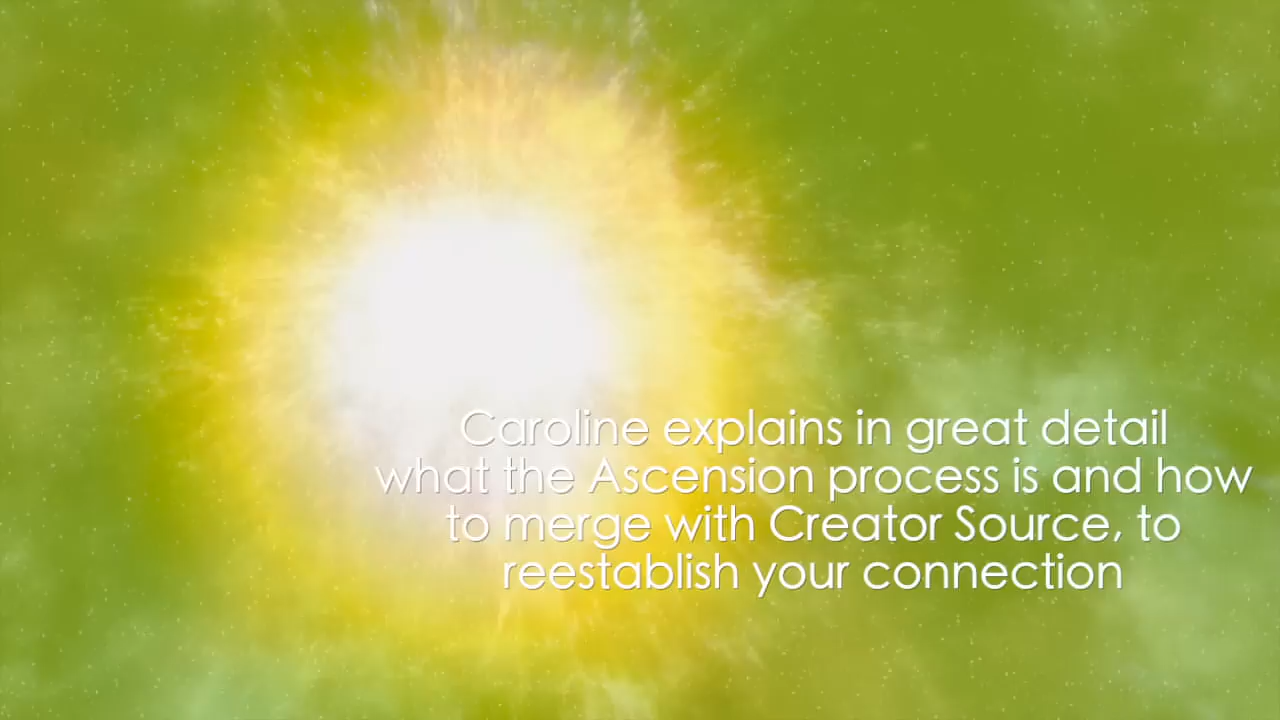 Caroline explains in great detail
what the Ascension process is and how
to merge with Creator Source, to
reestablish your connection